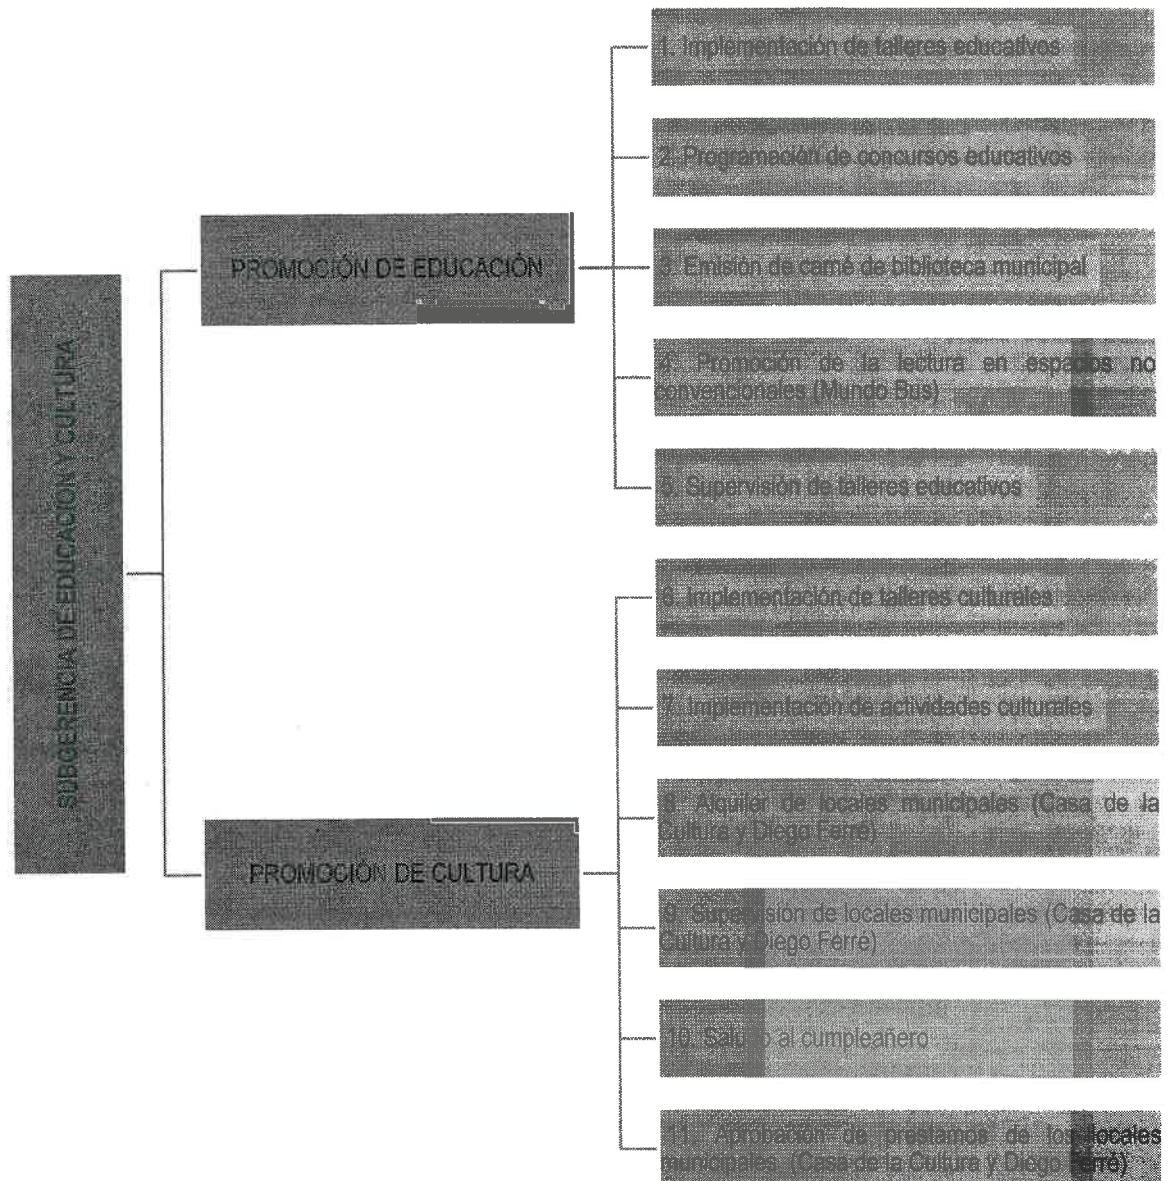 SUBGERENCIA DE EDUCACION Y CULTURA
PROMOCIÓN DE EDUCACIÓN
1. Implementación de talleres educativos
2. Programación de concursos educativos
3. Emisión de carné de biblioteca municipal
4. Promoción de la lectura en espacios no
convencionales (Mundo Bus)
5. Supervisión de talleres educativos
PROMOCIÓN DE CULTURA
6. Implementación de talleres culturales
7. Implementación de actividades culturales
8. Alquiler de locales municipales (Casa de la
Cultura y Diego Ferré)
9. Supervisión de locales municipales (Casa de la
Cultura y Diego Ferré)
10. Saludo al cumpleañero
11. Aprobación de prestamos de los locales
municipales (Casa de la Cultura y Diego Ferré)